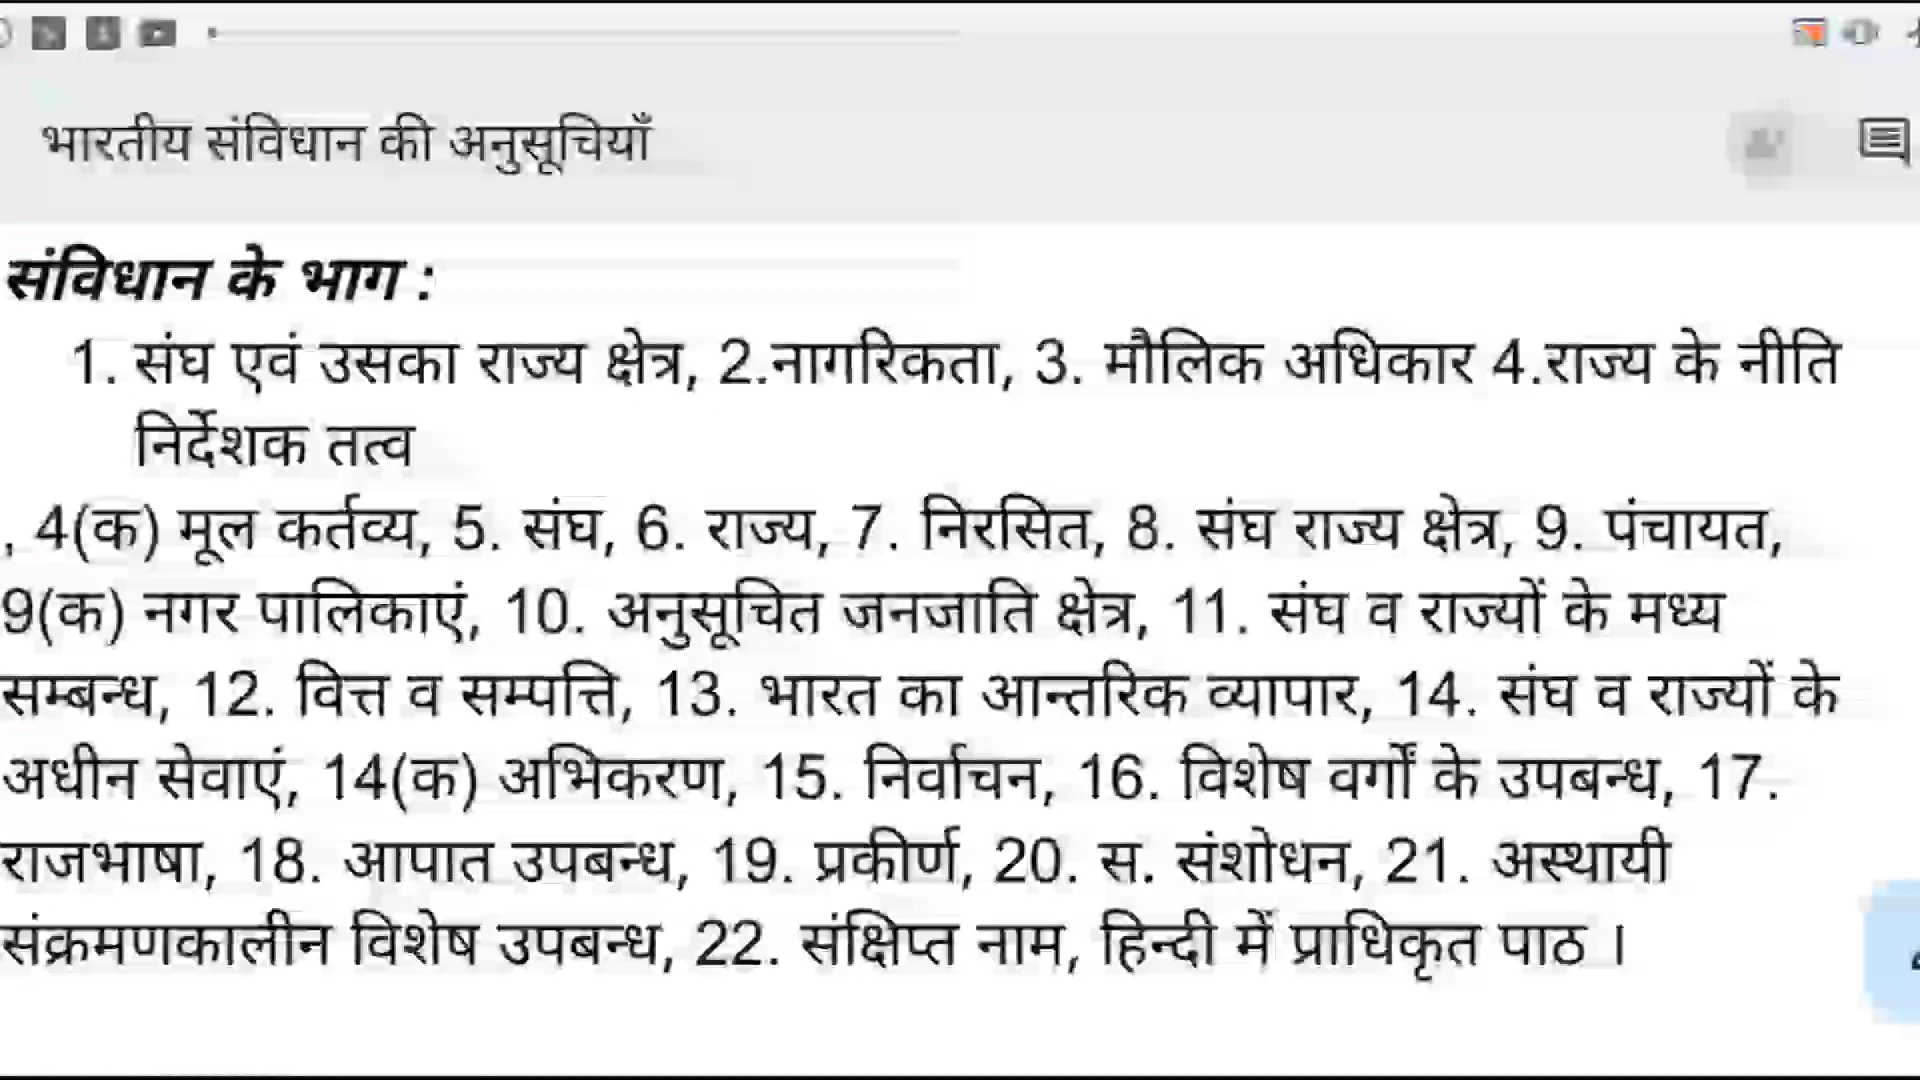 भारतीय संविधान की अनुसूचियाँ
संविधान के भाग :
1. संघ एवं उसका राज्य क्षेत्र, 2.नागरिकता, 3. मौलिक अधिकार 4.राज्य के नीति
निर्देशक तत्व
, 4(क) मूल कर्तव्य, 5. संघ, 6. राज्य, 7. निरसित, 8. संघ राज्य क्षेत्र, 9. पंचायत,
9(क) नगर पालिकाएं, 10. अनुसूचित जनजाति क्षेत्र, 11. संघ व राज्यों के मध्य
सम्बन्ध, 12. वित्त व सम्पत्ति, 13. भारत का आन्तरिक व्यापार, 14. संघ व राज्यों के
अधीन सेवाएं, 14(क) अभिकरण, 15. निर्वाचन, 16. विशेष वर्गों के उपबन्ध, 17.
राजभाषा, 18. आपात उपबन्ध, 19. प्रकीर्ण, 20. स. संशोधन, 21. अस्थायी
संक्रमणकालीन विशेष उपबन्ध, 22. संक्षिप्त नाम, हिन्दी में प्राधिकृत पाठ ।